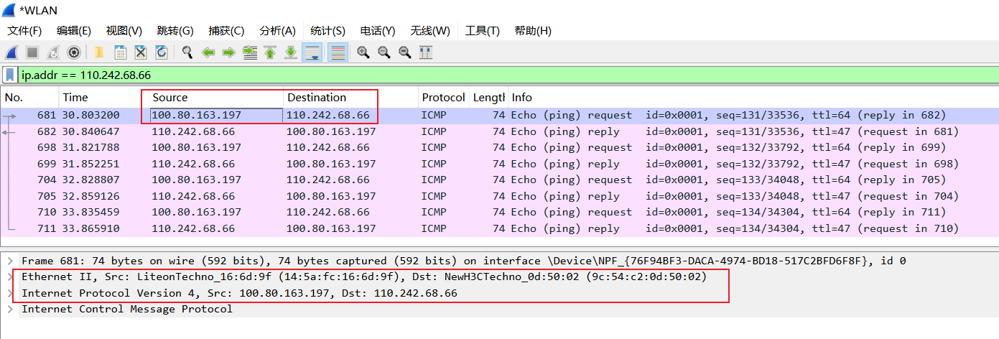 *WLAN
文件(F) 编辑(E) 视图(V) 跳转(G) 捕获(C) 分析(A) 统计(S) 电话(Y) 无线(W) 工具(T) 帮助(H)
ip.addr == 110.242.68.66
No. Time Source Destination Protocol Length Info
681 30.803200 100.80.163.197 110.242.68.66 ICMP 74 Echo (ping) request id=0x0001, seq=131/33536, ttl=64 (reply in 682)
682 30.840647 110.242.68.66 100.80.163.197 ICMP 74 Echo (ping) reply id=0x0001, seq=131/33536, ttl=47 (request in 681)
698 31.821788 100.80.163.197 110.242.68.66 ICMP 74 Echo (ping) request id=0x0001, seq=132/33792, ttl=64 (reply in 699)
699 31.852251 110.242.68.66 100.80.163.197 ICMP 74 Echo (ping) reply id=0x0001, seq=132/33792, ttl=47 (request in 698)
704 32.828807 100.80.163.197 110.242.68.66 ICMP 74 Echo (ping) request id=0x0001, seq=133/34048, ttl=64 (reply in 705)
705 32.859126 110.242.68.66 100.80.163.197 ICMP 74 Echo (ping) reply id=0x0001, seq=133/34048, ttl=47 (request in 704)
710 33.835459 100.80.163.197 110.242.68.66 ICMP 74 Echo (ping) request id=0x0001, seq=134/34304, ttl=64 (reply in 711)
711 33.865910 110.242.68.66 100.80.163.197 ICMP 74 Echo (ping) reply id=0x0001, seq=134/34304, ttl=47 (request in 710)
Frame 681: 74 bytes on wire (592 bits), 74 bytes captured (592 bits) on interface \Device\NPF_{76F94BF3-DACA-4974-BD18-517C2BFD6F8F}, id 0
Ethernet II, Src: LiteonTechno_16:6d:9f (14:5a:fc:16:6d:9f), Dst: NewH3CTechno_0d:50:02 (9c:54:c2:0d:50:02)
Internet Protocol Version 4, Src: 100.80.163.197, Dst: 110.242.68.66
Internet Control Message Protocol